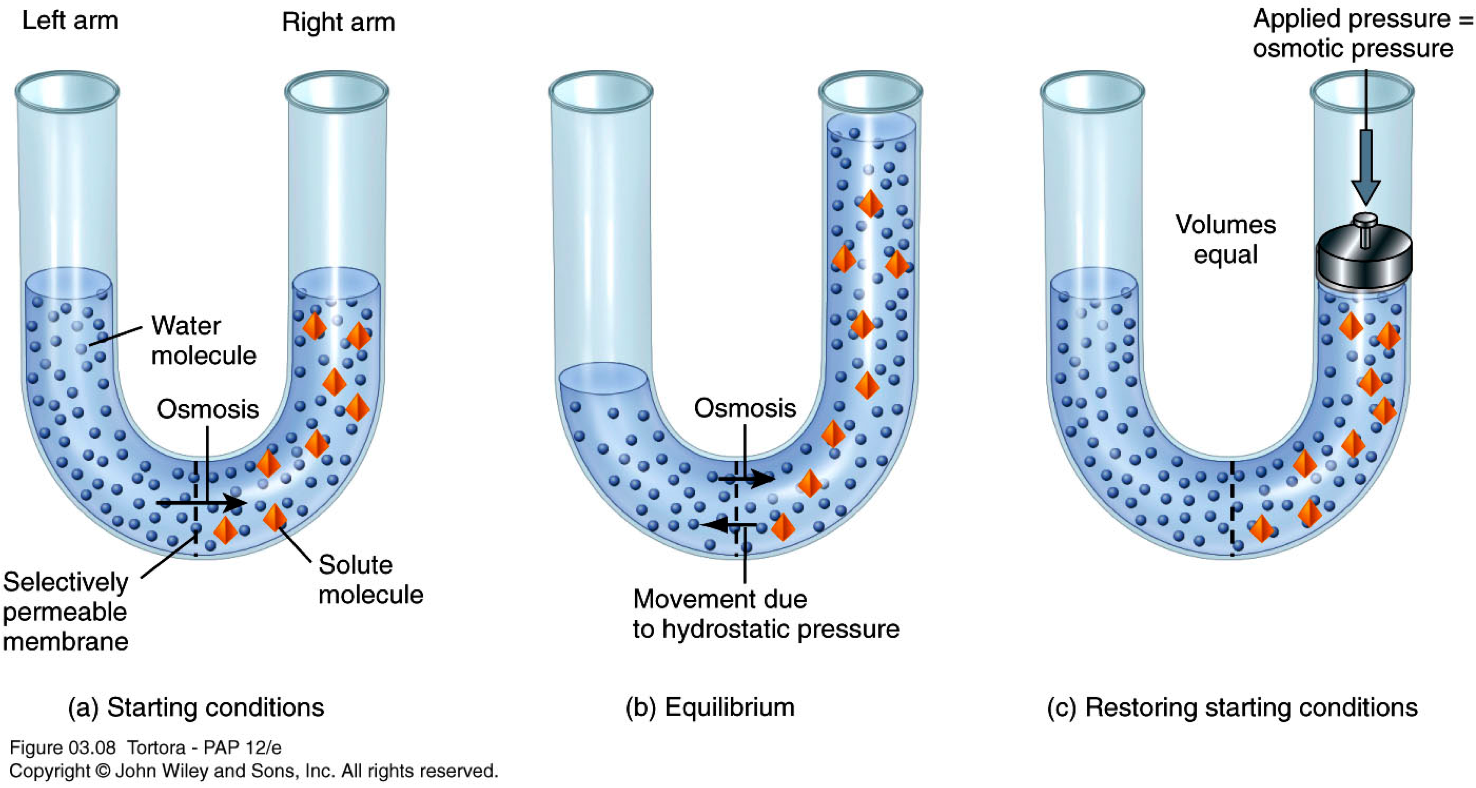 Left arm
Right arm
Water
molecule
Osmosis
Selectively
permeable
membrane
Solute
molecule
(a) Starting conditions
Osmosis
Movement due
to hydrostatic pressure
(b) Equilibrium
Applied pressure =
osmotic pressure
Volumes
equal
(c) Restoring starting conditions
Figure 03.08 Tortora - PAP 12/e
Copyright © John Wiley and Sons, Inc. All rights reserved.